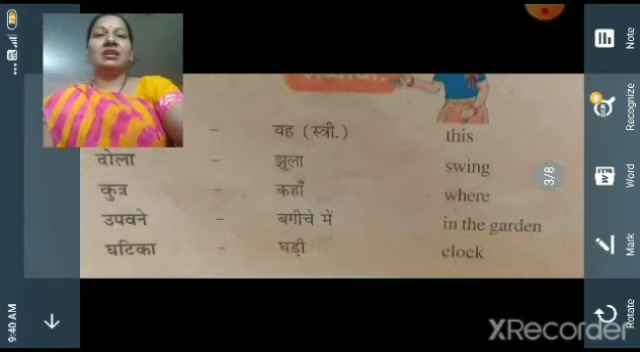 - यह (स्त्री.) this
दोला - झूला swing
कुत्र - कहाँ where
उपवने - बगीचे में in the garden
घटिका - घड़ी clock
3/8
Note
Recognize
Word
Mark
Rotate
9:40 AM
XRecorder